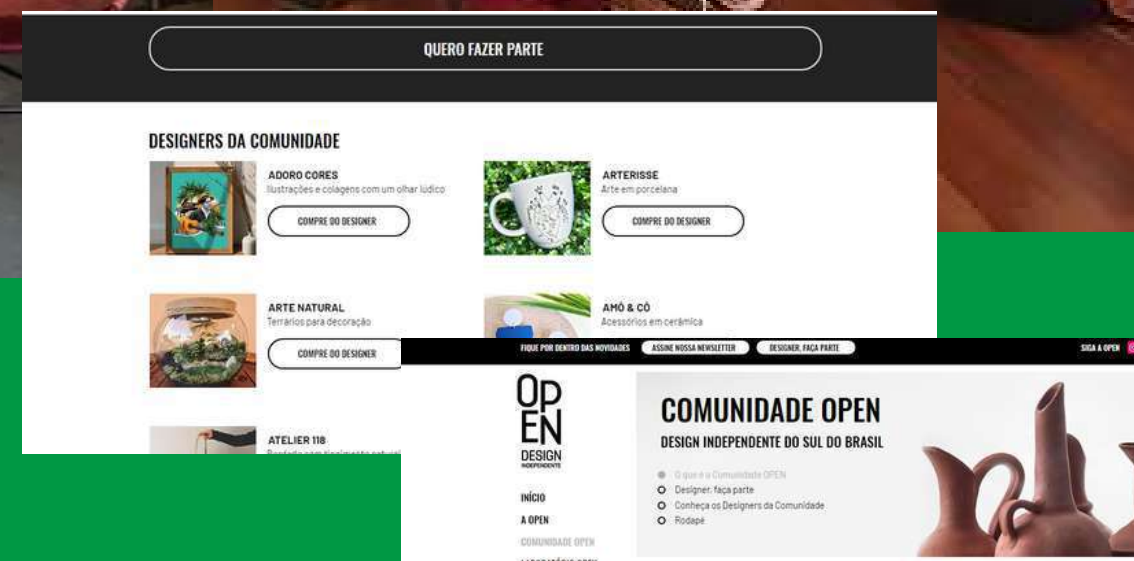 QUERO FAZER PARTE
DESIGNERS DA COMUNIDADE
ADORO CORES
Ilustrações e colagens com um olhar lúdico
COMPRE DO DESIGNER
ARTERISSE
Arte em porcelana
COMPRE DO DESIGNER
ARTE NATURAL
Terrários para decoração
COMPRE DO DESIGNER
AMÔ & CÔ
Acessórios em cerâmica
ATELIER 118
FIQUE POR DENTRO DAS NOVIDADES
ASSINE NOSSA NEWSLETTER
DESIGNER, FAÇA PARTE
SIGA A OPEN
OP
EN
DESIGN
INDEPENDENTE
COMUNIDADE OPEN
DESIGN INDEPENDENTE DO SUL DO BRASIL
O que é a Comunidade OPEN
Designer, faça parte
Conheça os Designers da Comunidade
Rodapé
INÍCIO
A OPEN
COMUNIDADE OPEN